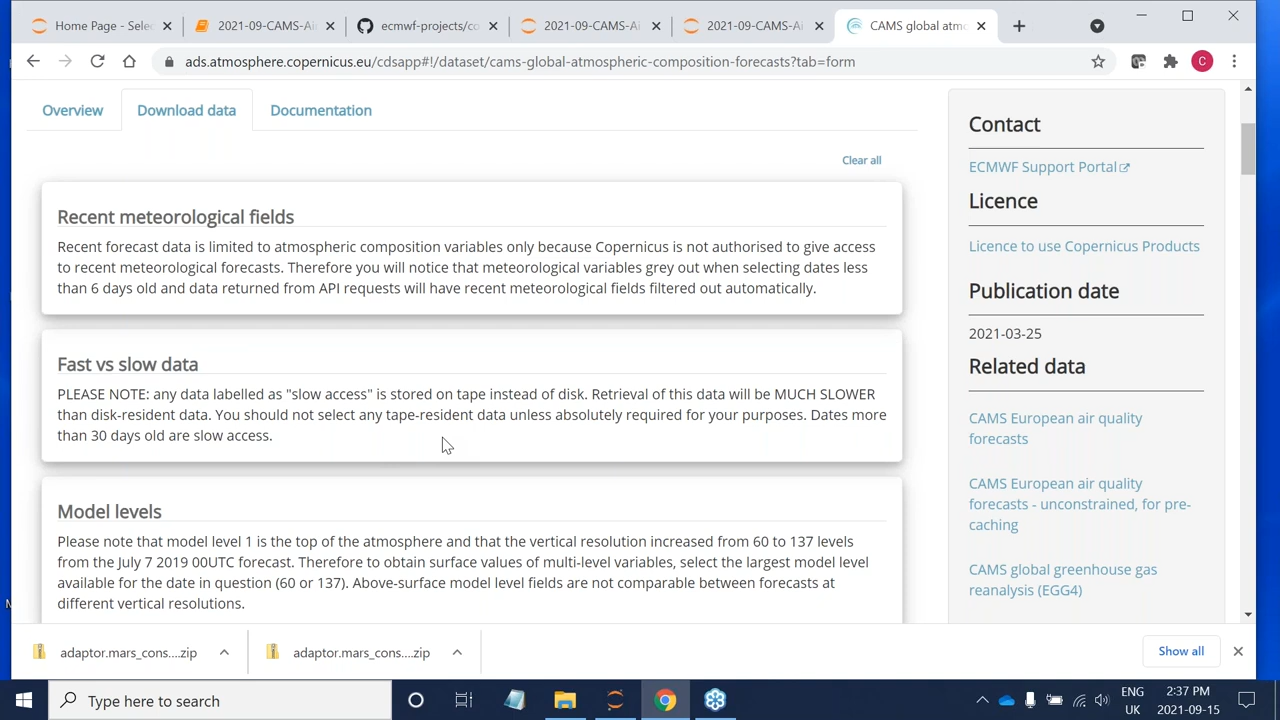 Home Page - Selec
2021-09-CAMS-Ai
ecmwf-projects/co
2021-09-CAMS-Ai
2021-09-CAMS-Ai
CAMS global atmo
ads.atmosphere.copernicus.eu/cdsapp#!/dataset/cams-global-atmospheric-composition-forecasts?tab=form
C
Overview
Download data
Documentation
Clear all
Recent meteorological fields
Recent forecast data is limited to atmospheric composition variables only because Copernicus is not authorised to give access
to recent meteorological forecasts. Therefore you will notice that meteorological variables grey out when selecting dates less
than 6 days old and data returned from API requests will have recent meteorological fields filtered out automatically.
Fast vs slow data
PLEASE NOTE: any data labelled as "slow access" is stored on tape instead of disk. Retrieval of this data will be MUCH SLOWER
than disk-resident data. You should not select any tape-resident data unless absolutely required for your purposes. Dates more
than 30 days old are slow access.
Model levels
Please note that model level 1 is the top of the atmosphere and that the vertical resolution increased from 60 to 137 levels
from the July 7 2019 00UTC forecast. Therefore to obtain surface values of multi-level variables, select the largest model level
available for the date in question (60 or 137). Above-surface model level fields are not comparable between forecasts at
different vertical resolutions.
Contact
ECMWF Support Portal
Licence
Licence to use Copernicus Products
Publication date
2021-03-25
Related data
CAMS European air quality
forecasts
CAMS European air quality
forecasts - unconstrained, for pre-
caching
CAMS global greenhouse gas
reanalysis (EGG4)
adaptor.mars_cons....zip
adaptor.mars_cons....zip
Show all
Type here to search
ENG
UK
2:37 PM
2021-09-15